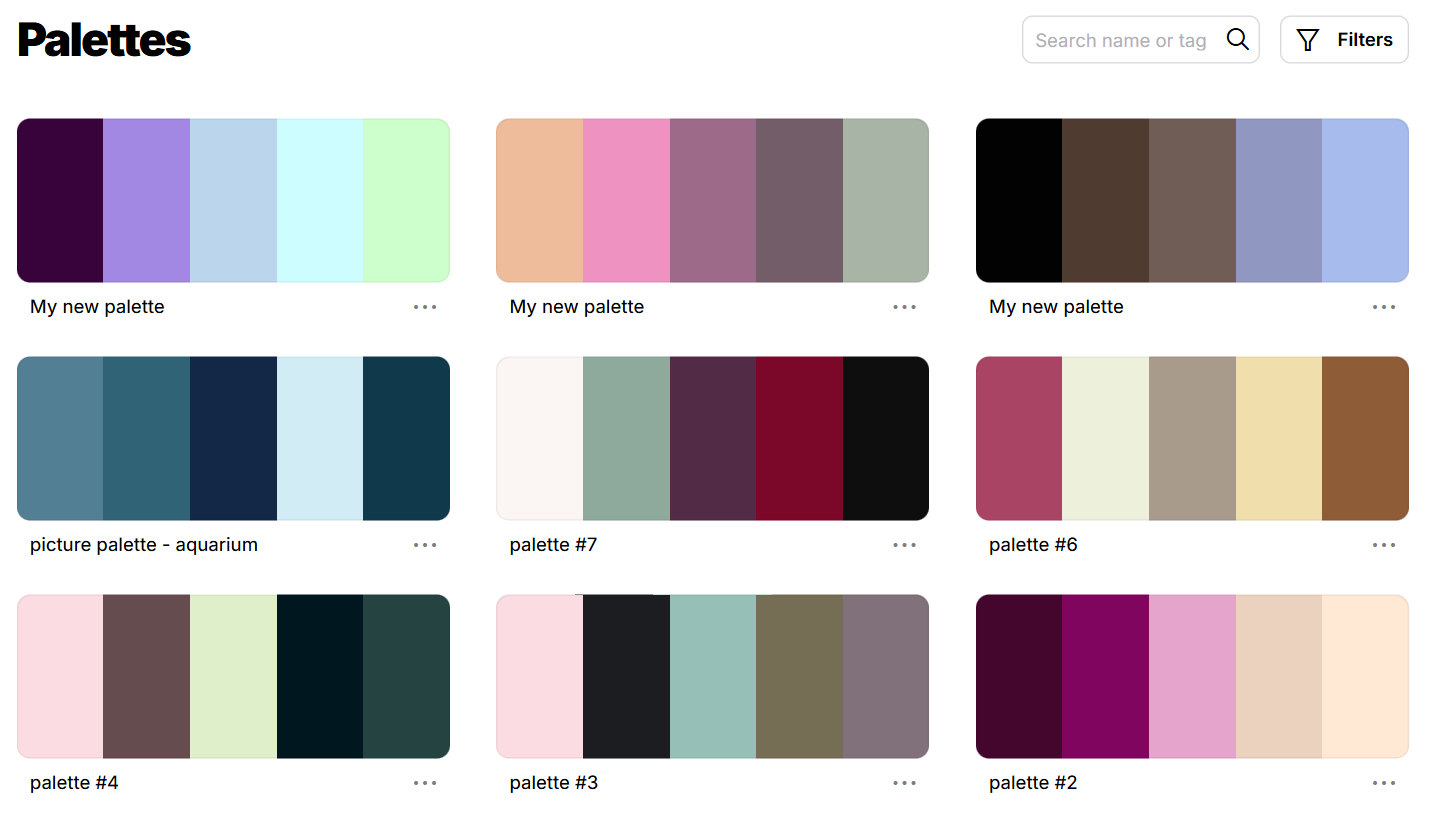 Palettes
Search name or tag
Filters
My new palette
My new palette
My new palette
picture palette - aquarium
palette #7
palette #6
palette #4
palette #3
palette #2